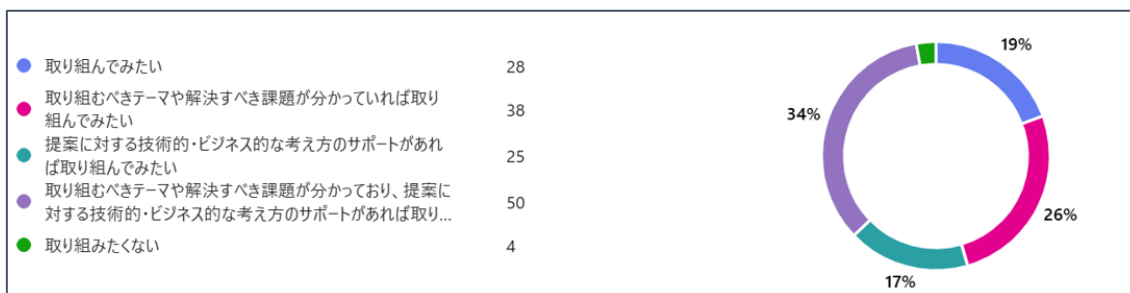 取り組んでみたい 28
取り組むべきテーマや解決すべき課題が分かっていれば取り
組んでみたい 38
提案に対する技術的・ビジネス的な考え方のサポートがあれ
ば取り組んでみたい 25
取り組むべきテーマや解決すべき課題が分かっており、提案に
対する技術的・ビジネス的な考え方のサポートがあれば取り... 50
取り組みたくない 4
19%
34%
26%
17%